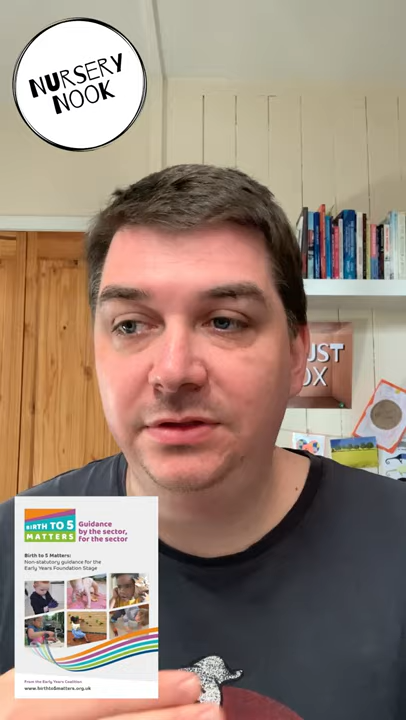 NURSERY
NOOK
UST
OX
BIRTH TO 5
MATTERS
Guidance
by the sector,
for the sector
Birth to 5 Matters:
Non-statutory guidance for the
Early Years Foundation Stage
From the Early Years Coalition
www.birthto5matters.org.uk